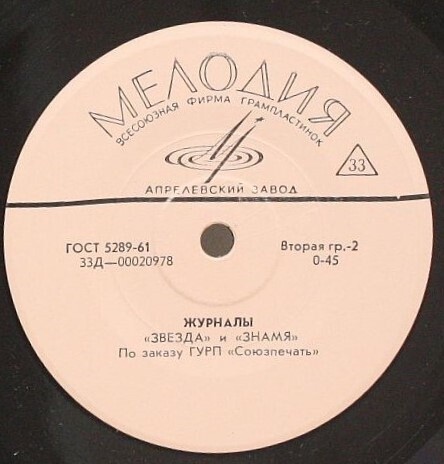 МЕЛОДИЯ
ВСЕСОЮЗНАЯ ФИРМА ГРАМПЛАСТИНОК
33
АПРЕЛЕВСКИЙ ЗАВОД
ГОСТ 5289-61 Вторая гр.-2
33Д—00020978 0-45
ЖУРНАЛЫ
«ЗВЕЗДА» и «ЗНАМЯ»
По заказу ГУРП «Союзпечать»